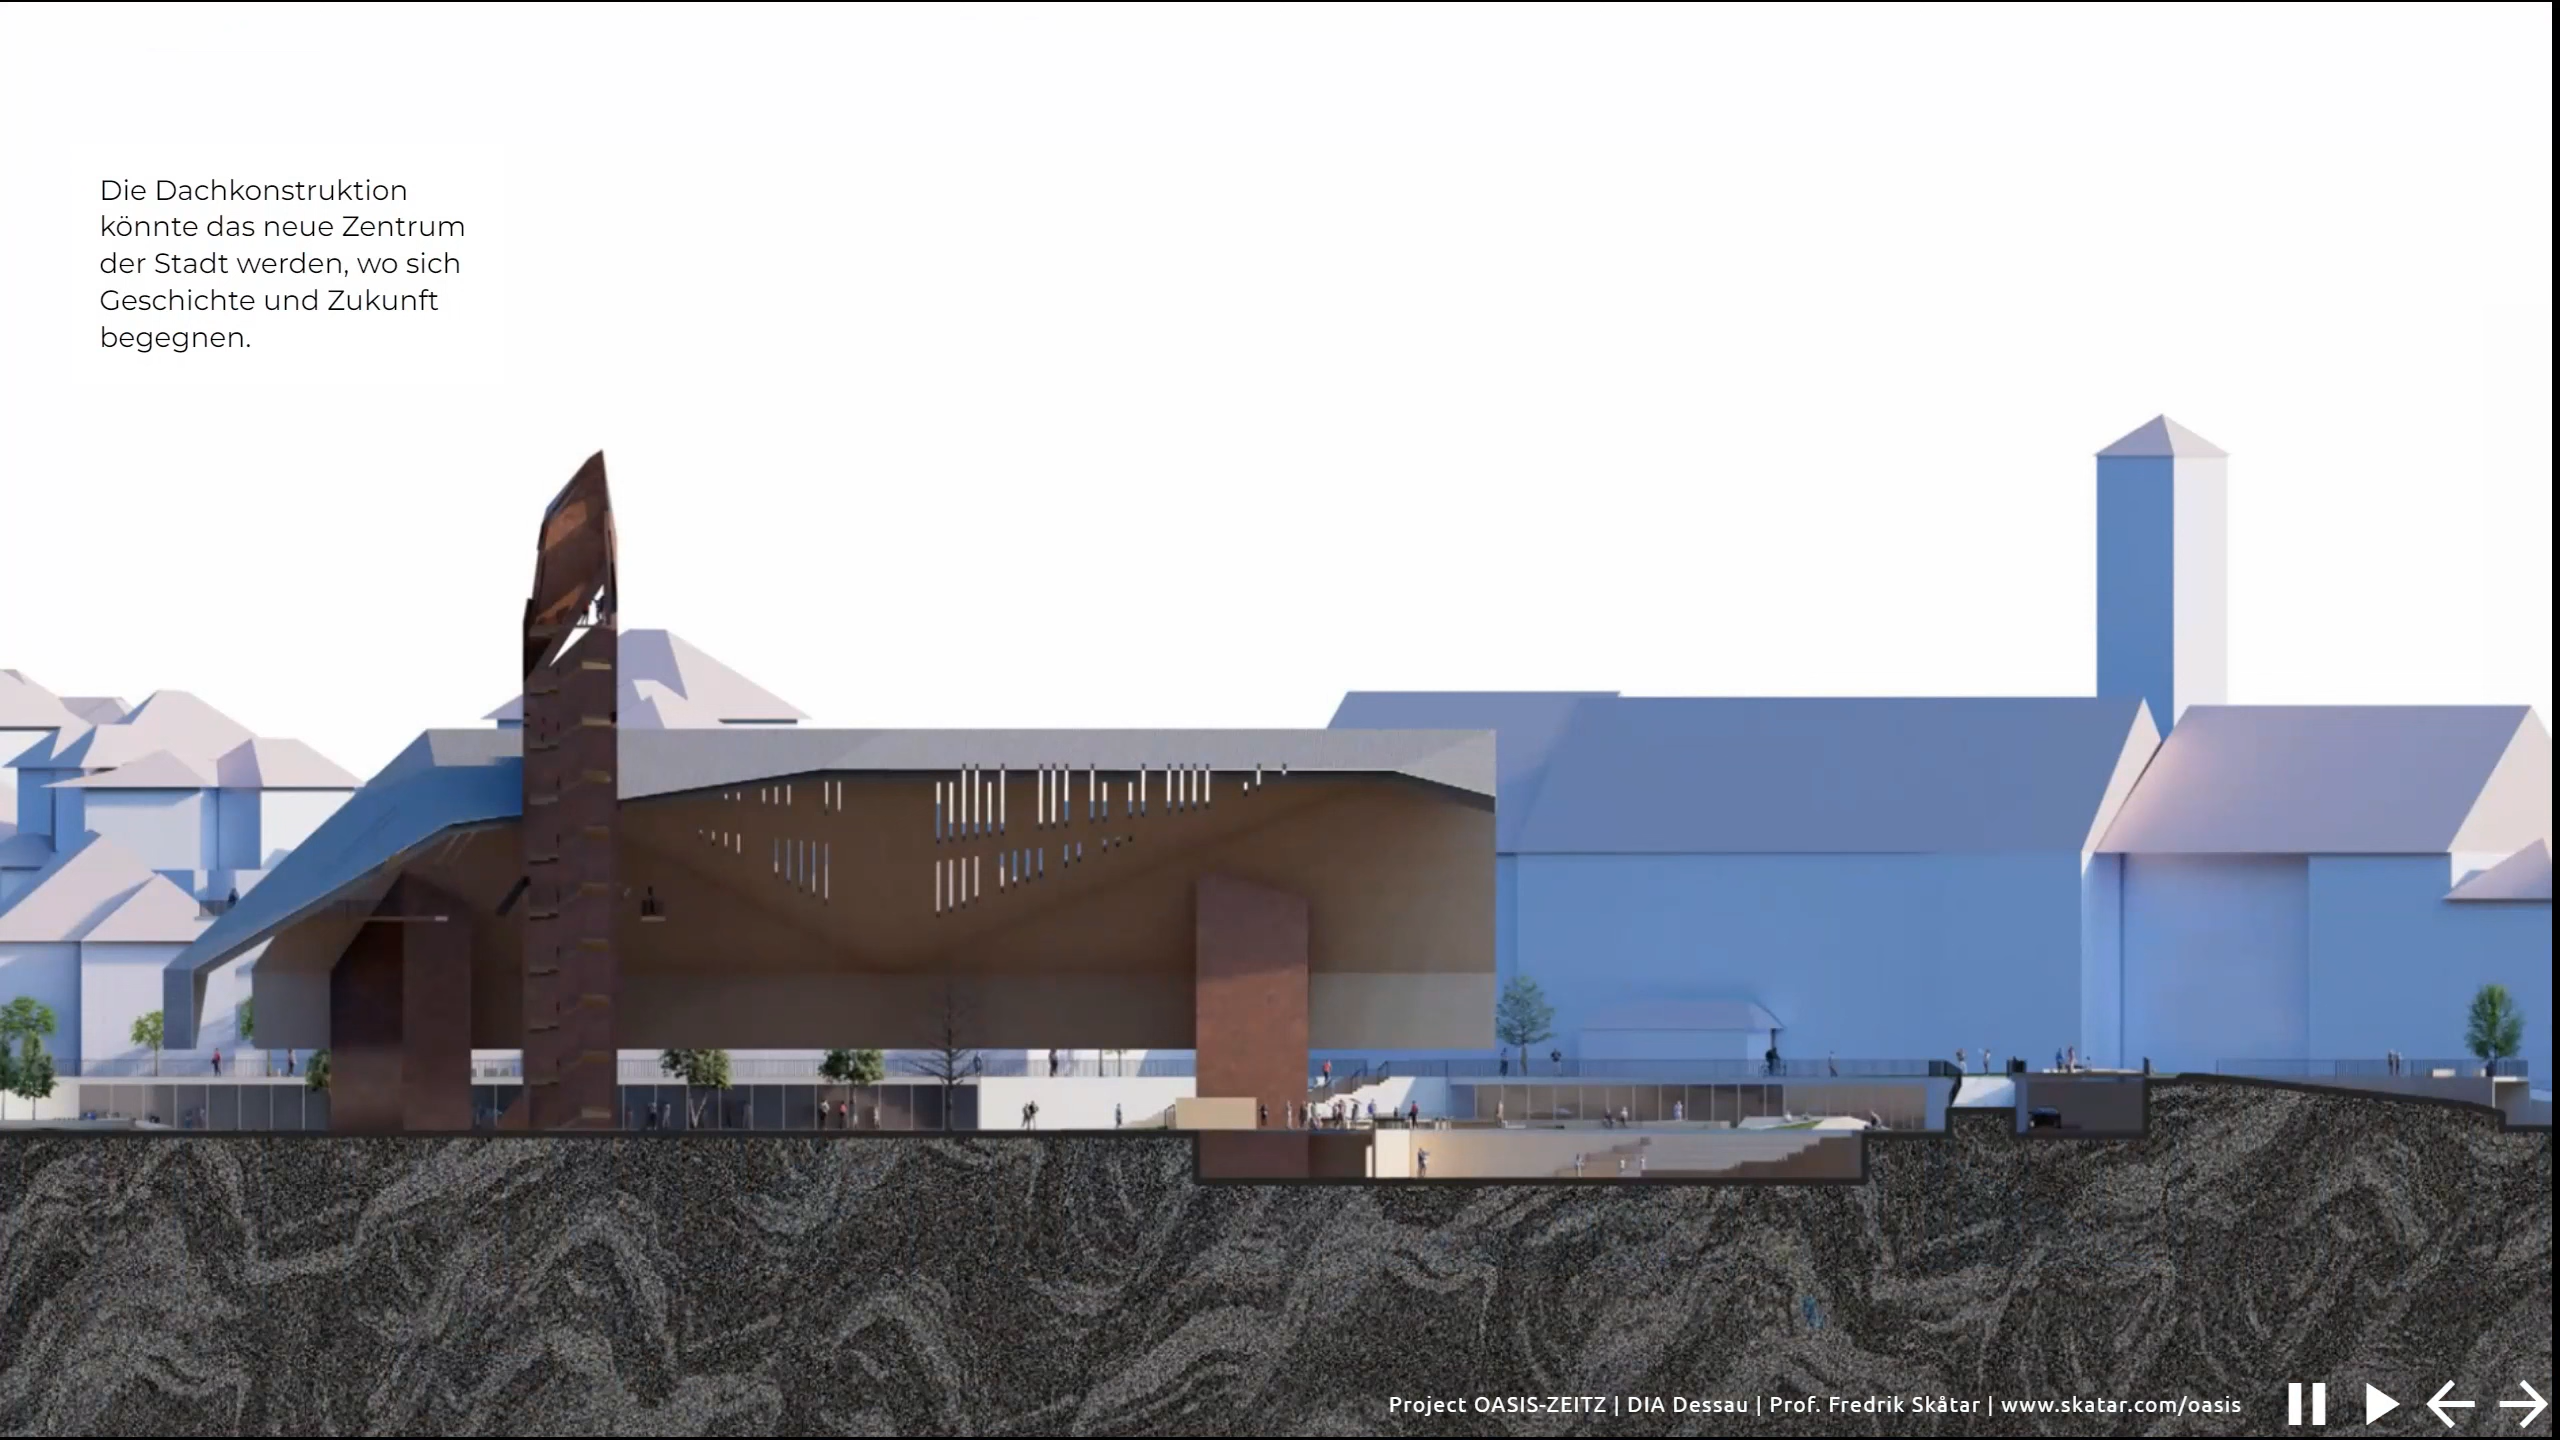 Die Dachkonstruktion
könnte das neue Zentrum
der Stadt werden, wo sich
Geschichte und Zukunft
begegnen.
Project OASIS-ZEITZ | DIA Dessau | Prof. Fredrik Skåtar | www.skatar.com/oasis